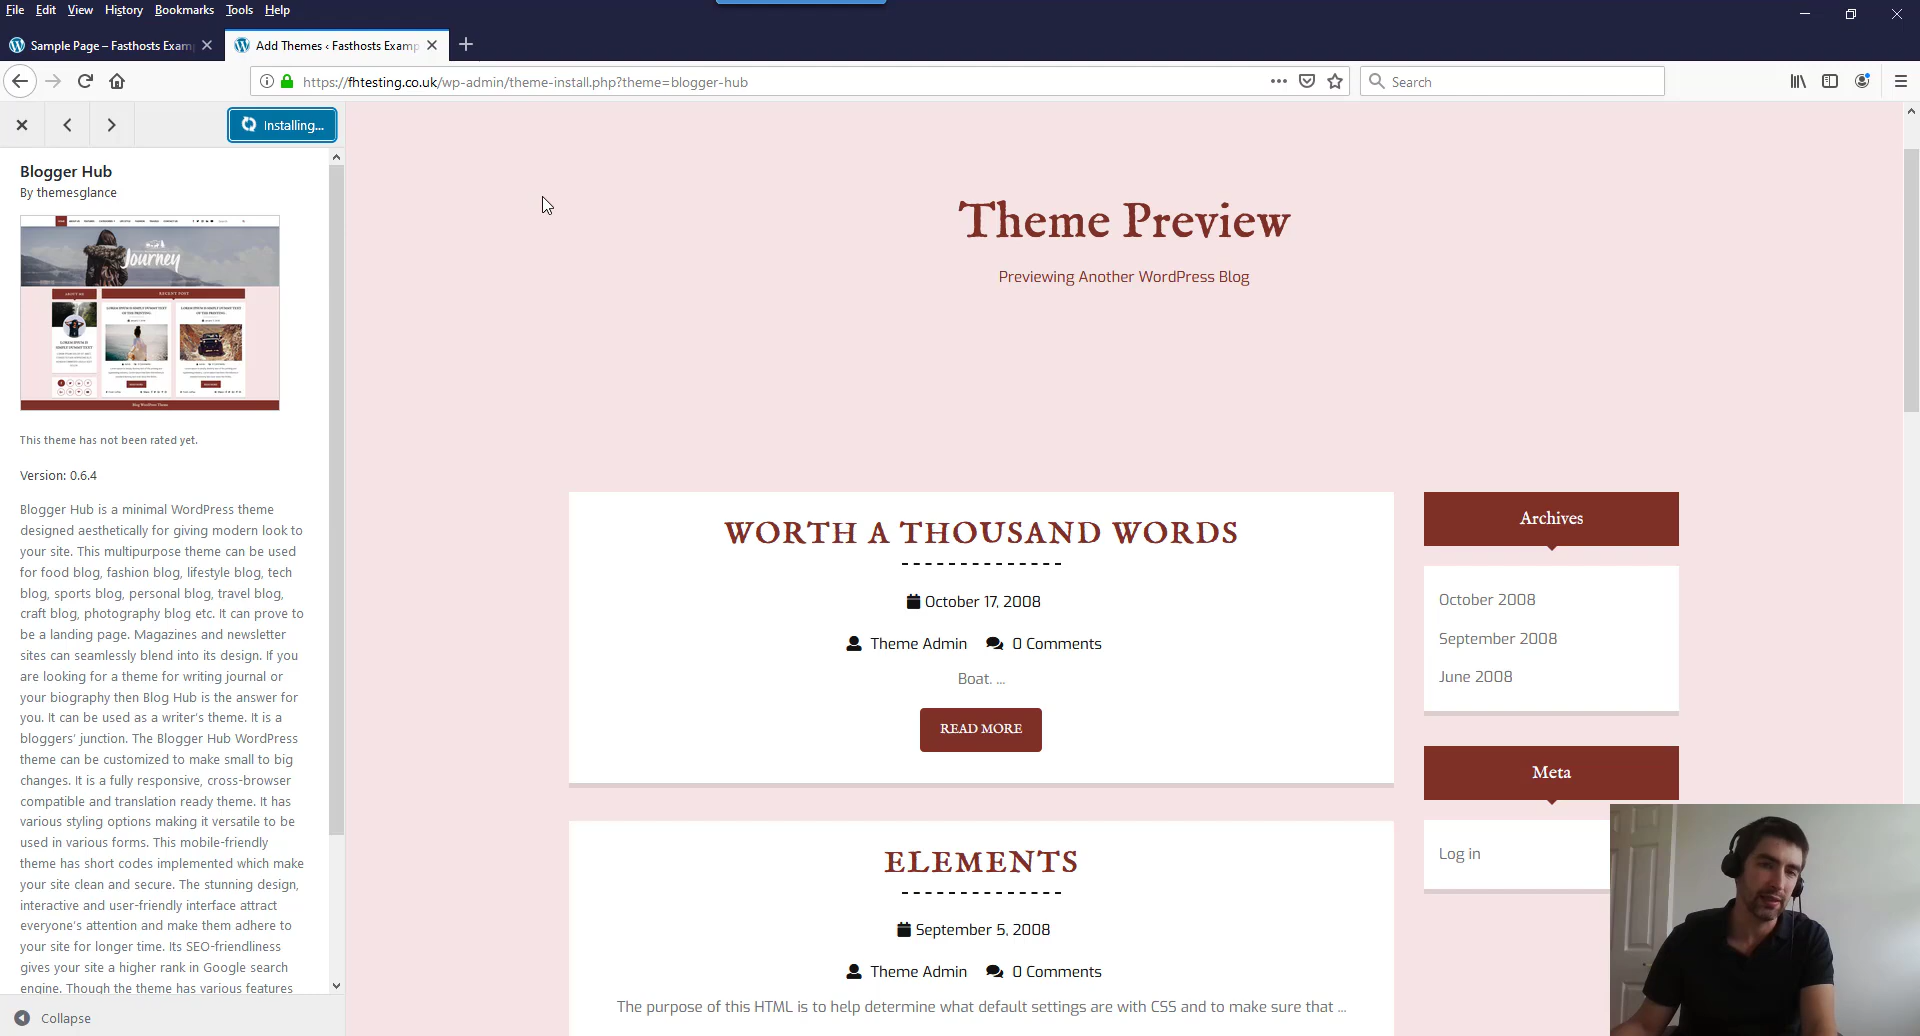 File Edit View History Bookmarks Tools Help
Sample Page – Fasthosts Exam
Add Themes ‹ Fasthosts Examp
https://fhtesting.co.uk/wp-admin/theme-install.php?theme=blogger-hub
Search
Installing...
Blogger Hub
By themesglance
Journey
ABOUT ME
RECENT POST
Blog WordPress Theme
This theme has not been rated yet.
Version: 0.6.4
Blogger Hub is a minimal WordPress theme
designed aesthetically for giving modern look to
your site. This multipurpose theme can be used
for food blog, fashion blog, lifestyle blog, tech
blog, sports blog, personal blog, travel blog,
craft blog, photography blog etc. It can prove to
be a landing page. Magazines and newsletter
sites can seamlessly blend into its design. If you
are looking for a theme for writing journal or
your biography then Blog Hub is the answer for
you. It can be used as a writer's theme. It is a
bloggers' junction. The Blogger Hub WordPress
theme can be customized to make small to big
changes. It is a fully responsive, cross-browser
compatible and translation ready theme. It has
various styling options making it versatile to be
used in various forms. This mobile-friendly
theme has short codes implemented which make
your site clean and secure. The stunning design,
interactive and user-friendly interface attract
everyone's attention and make them adhere to
your site for longer time. Its SEO-friendliness
gives your site a higher rank in Google search
engine. Though the theme has various features
Collapse
Theme Preview
Previewing Another WordPress Blog
WORTH A THOUSAND WORDS
October 17, 2008
Theme Admin 0 Comments
Boat. ...
READ MORE
ELEMENTS
September 5, 2008
Theme Admin 0 Comments
The purpose of this HTML is to help determine what default settings are with CSS and to make sure that ...
Archives
October 2008
September 2008
June 2008
Meta
Log in